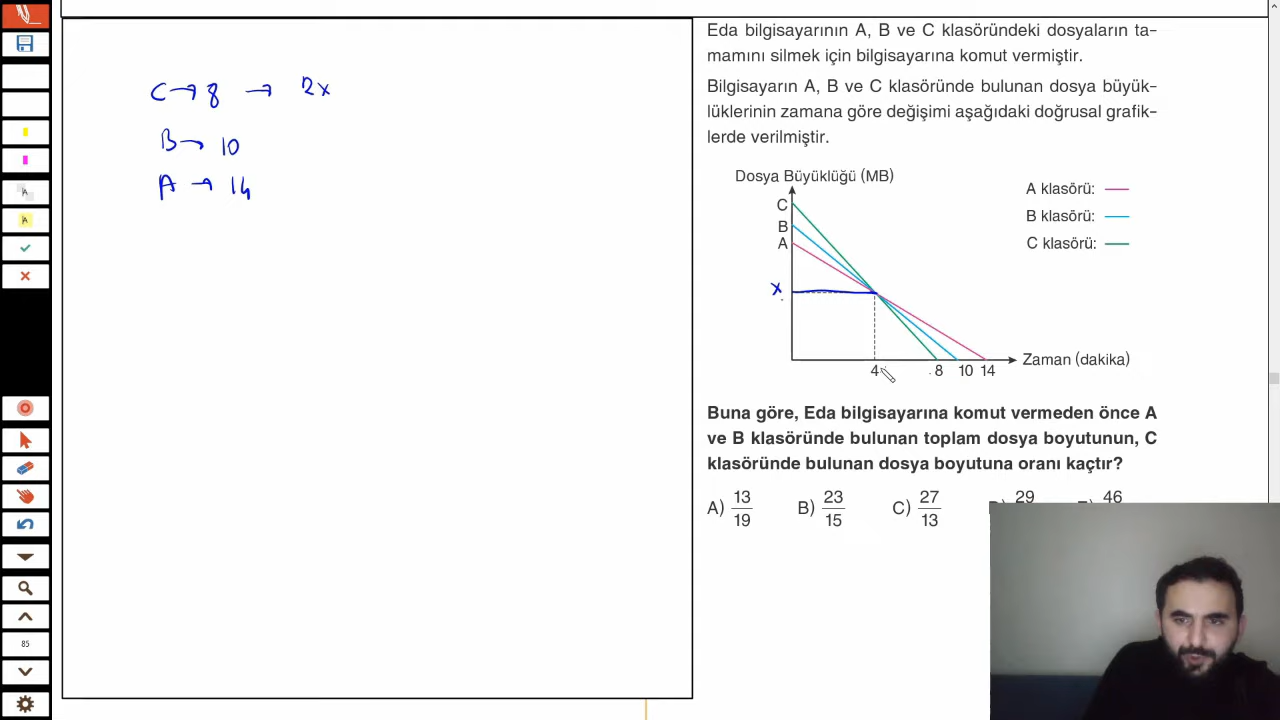 C → 8 → 2x
B → 10
A → 14
Eda bilgisayarının A, B ve C klasöründeki dosyaların ta-
mamını silmek için bilgisayarına komut vermiştir.
Bilgisayarın A, B ve C klasöründe bulunan dosya büyük-
lüklerinin zamana göre değişimi aşağıdaki doğrusal grafik-
lerde verilmiştir.
Dosya Büyüklüğü (MB)
A klasörü:
B klasörü:
C klasörü:
C
B
A
x
4 8 10 14 Zaman (dakika)
Buna göre, Eda bilgisayarına komut vermeden önce A
ve B klasöründe bulunan toplam dosya boyutunun, C
klasöründe bulunan dosya boyutuna oranı kaçtır?
A) 13/19 B) 23/15 C) 27/13 29 46
A
A
85